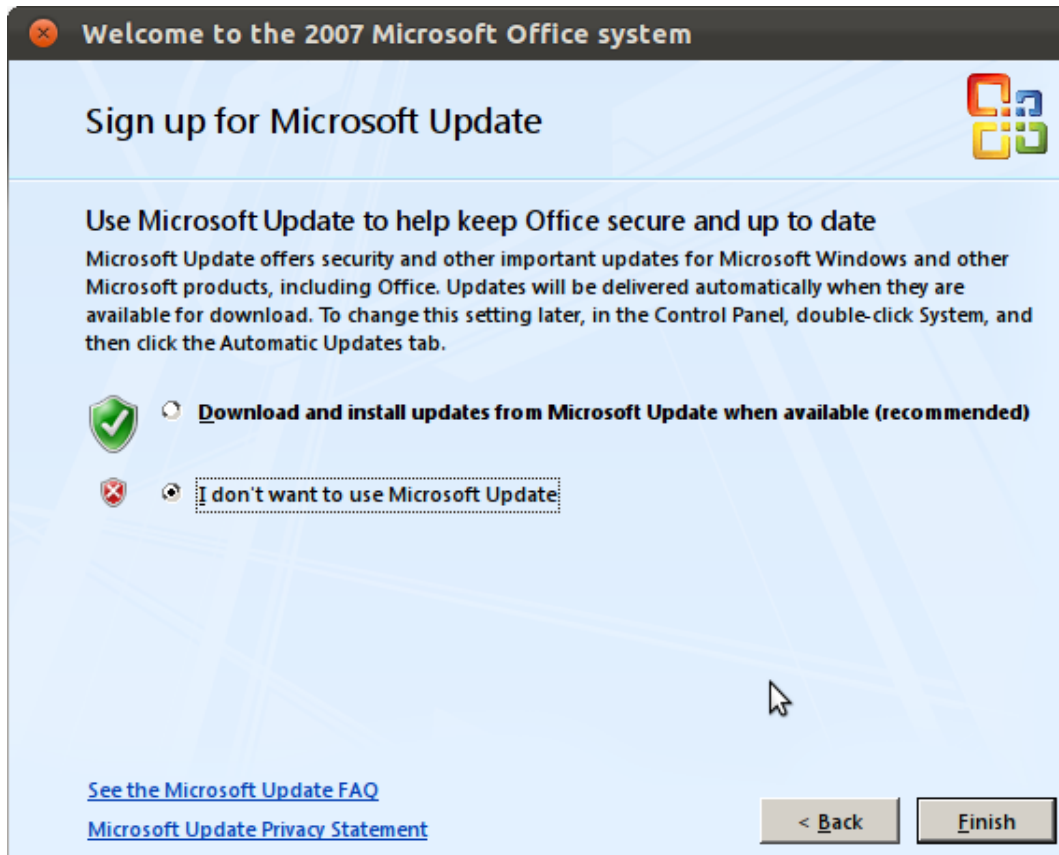 Welcome to the 2007 Microsoft Office system
Sign up for Microsoft Update
Use Microsoft Update to help keep Office secure and up to date
Microsoft Update offers security and other important updates for Microsoft Windows and other
Microsoft products, including Office. Updates will be delivered automatically when they are
available for download. To change this setting later, in the Control Panel, double-click System, and
then click the Automatic Updates tab.
Download and install updates from Microsoft Update when available (recommended)
I don't want to use Microsoft Update
See the Microsoft Update FAQ
Microsoft Update Privacy Statement
< Back
Finish